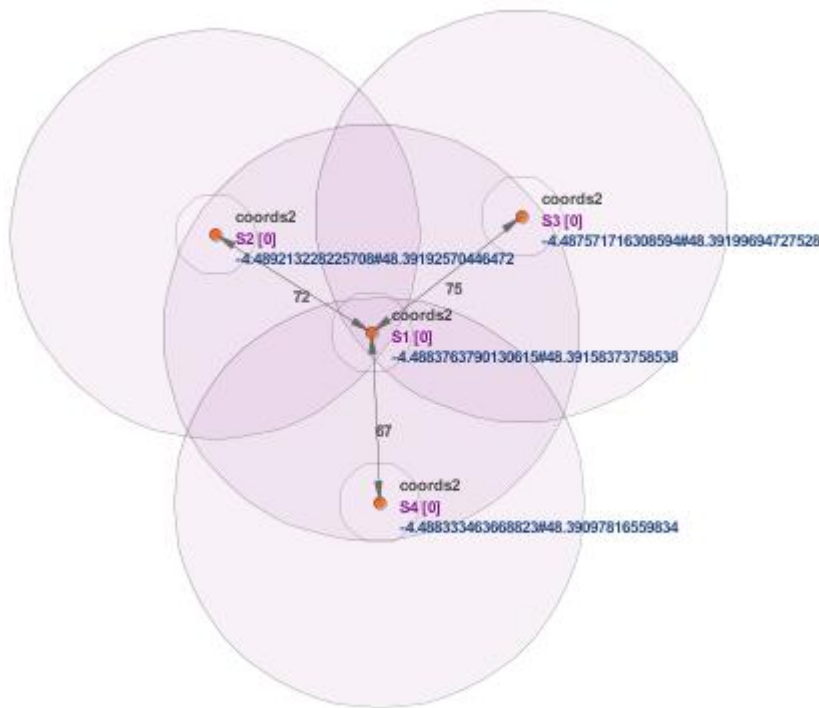 coords2
S2 [0]
-4.489213228225708#48.39192570446472
coords2
S3 [0]
-4.487571716308594#48.39199694727528
72
75
coords2
S1 [0]
-4.4883763790130615#48.39158373758538
67
coords2
S4 [0]
-4.488333463668823#48.39097816559834